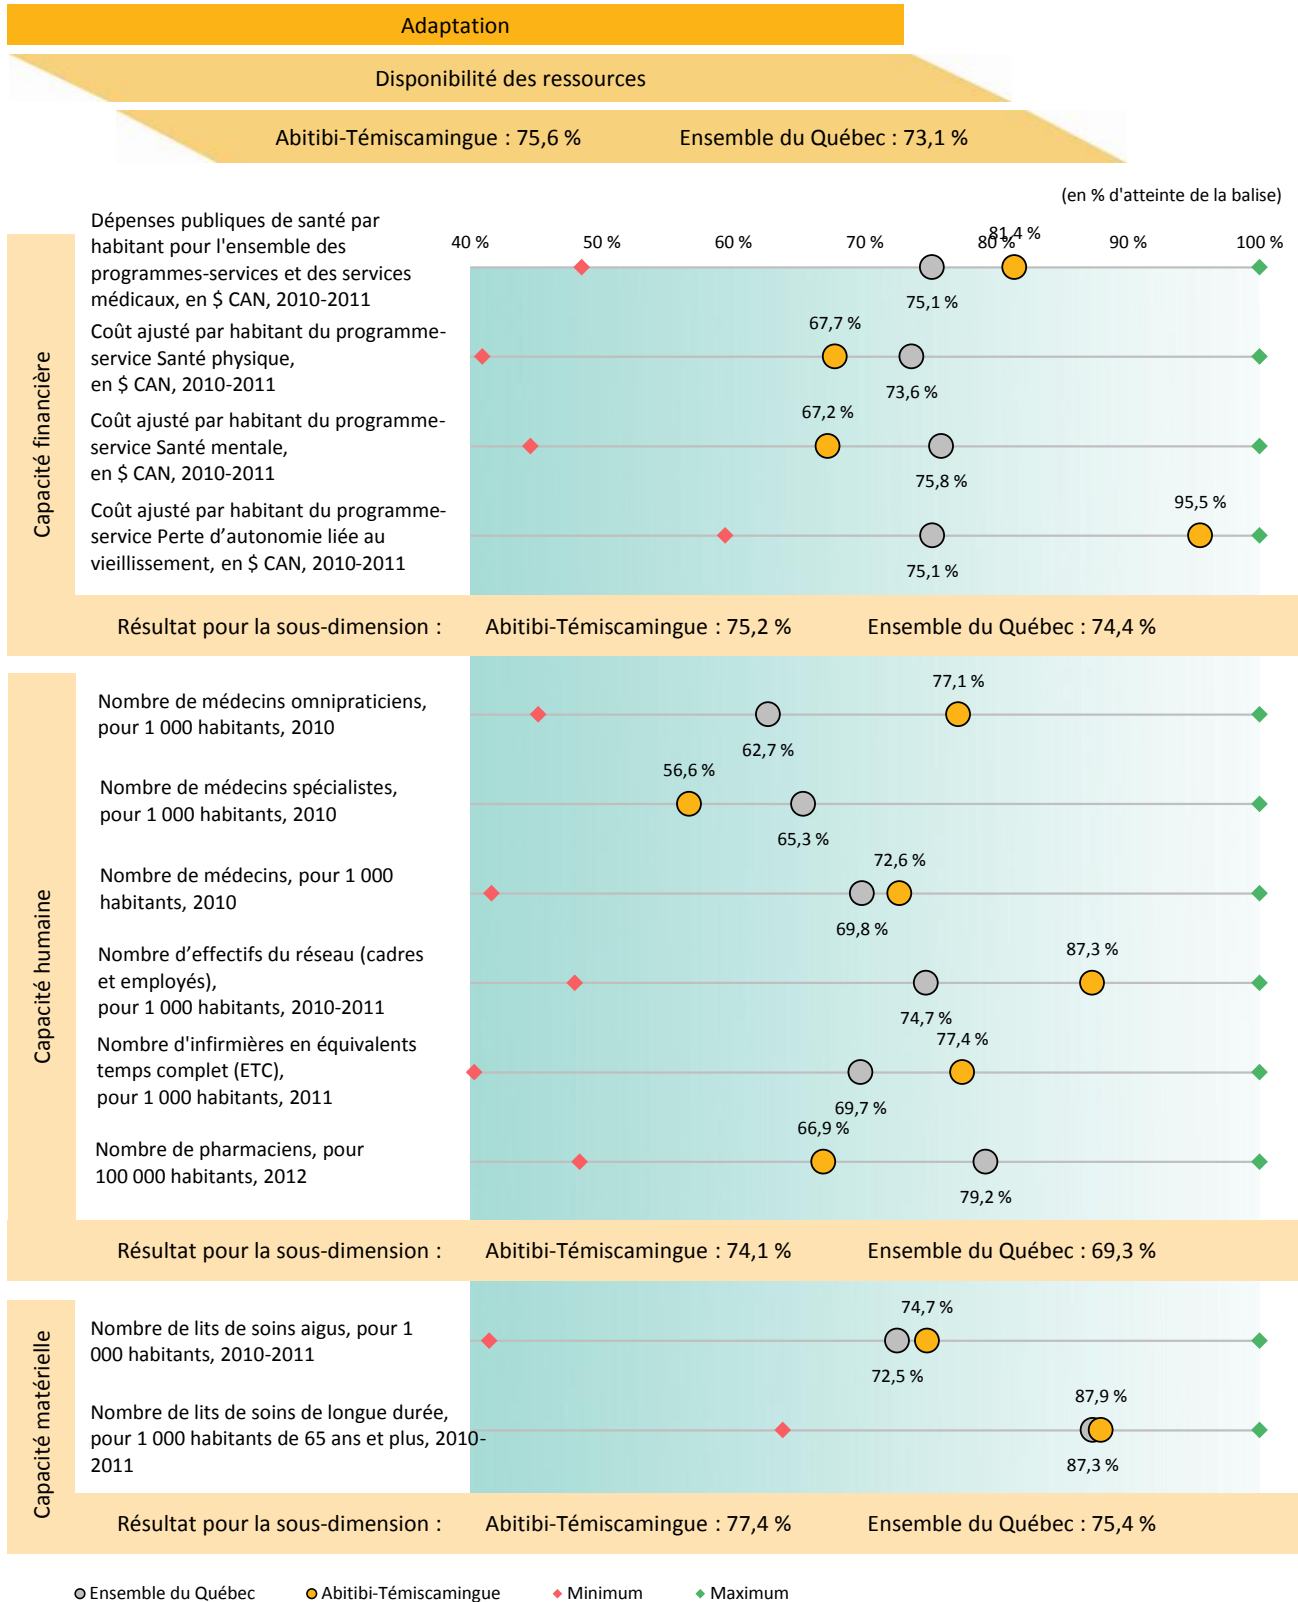 Adaptation
Disponibilité des ressources
Abitibi-Témiscamingue : 75,6 % Ensemble du Québec : 73,1 %
(en % d'atteinte de la balise)
40 % 50 % 60 % 70 % 80 % 90 % 100 %
Capacité financière
Dépenses publiques de santé par
habitant pour l'ensemble des
programmes-services et des services
médicaux, en $ CAN, 2010-2011
81,4 %
75,1 %
Coût ajusté par habitant du programme-
service Santé physique,
en $ CAN, 2010-2011
67,7 %
73,6 %
Coût ajusté par habitant du programme-
service Santé mentale,
en $ CAN, 2010-2011
67,2 %
75,8 %
Coût ajusté par habitant du programme-
service Perte d’autonomie liée au
vieillissement, en $ CAN, 2010-2011
95,5 %
75,1 %
Résultat pour la sous-dimension : Abitibi-Témiscamingue : 75,2 % Ensemble du Québec : 74,4 %
Capacité humaine
Nombre de médecins omnipraticiens,
pour 1 000 habitants, 2010
77,1 %
62,7 %
Nombre de médecins spécialistes,
pour 1 000 habitants, 2010
56,6 %
65,3 %
Nombre de médecins, pour 1 000
habitants, 2010
72,6 %
69,8 %
Nombre d’effectifs du réseau (cadres
et employés),
pour 1 000 habitants, 2010-2011
87,3 %
74,7 %
Nombre d'infirmières en équivalents
temps complet (ETC),
pour 1 000 habitants, 2011
77,4 %
69,7 %
Nombre de pharmaciens, pour
100 000 habitants, 2012
66,9 %
79,2 %
Résultat pour la sous-dimension : Abitibi-Témiscamingue : 74,1 % Ensemble du Québec : 69,3 %
Capacité matérielle
Nombre de lits de soins aigus, pour 1
000 habitants, 2010-2011
74,7 %
72,5 %
Nombre de lits de soins de longue durée,
pour 1 000 habitants de 65 ans et plus, 2010-
2011
87,9 %
87,3 %
Résultat pour la sous-dimension : Abitibi-Témiscamingue : 77,4 % Ensemble du Québec : 75,4 %
Ensemble du Québec Abitibi-Témiscamingue Minimum Maximum